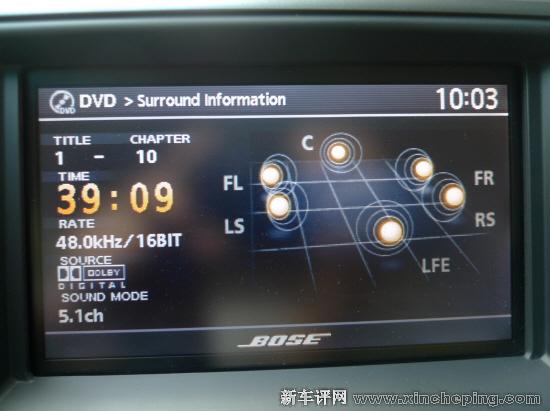 DVD
DVD > Surround Information
10:03
TITLE CHAPTER
1 - 10
TIME
39:09
RATE
48.0kHz/16BIT
SOURCE
DOLBY
DIGITAL
SOUND MODE
5.1ch
C
FL
FR
LS
RS
LFE
BOSE
新车评网 www.xincheping.com